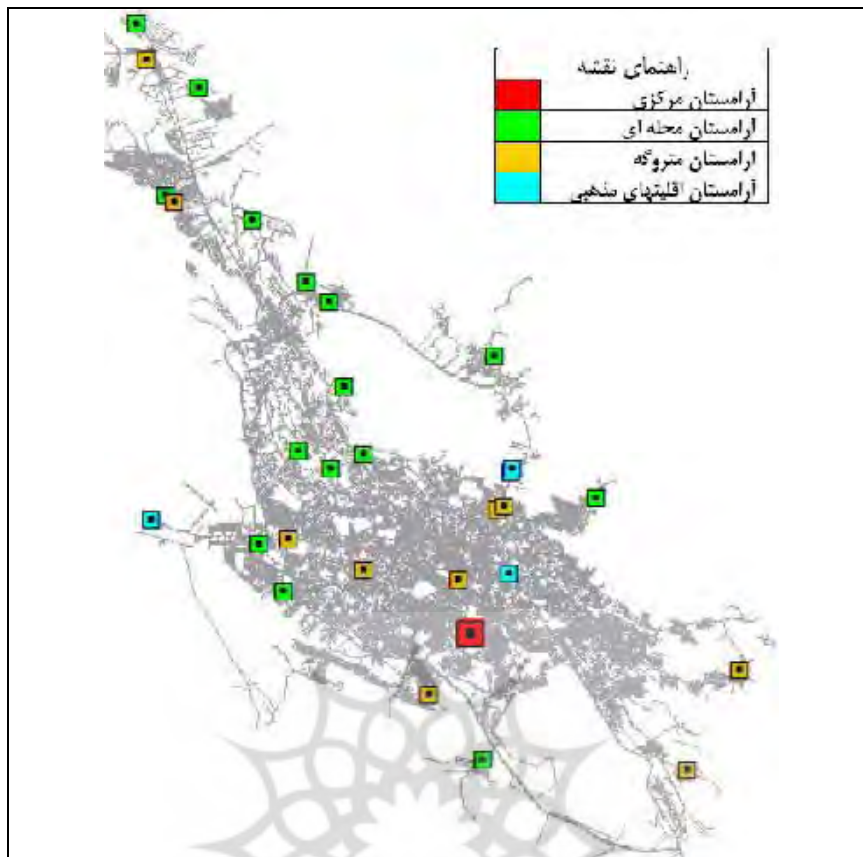 راهنمای نقشه
آرامستان مرکزی
آرامستان محله ای
آرامستان متروکه
آرامستان اقلیتهای مذهبی